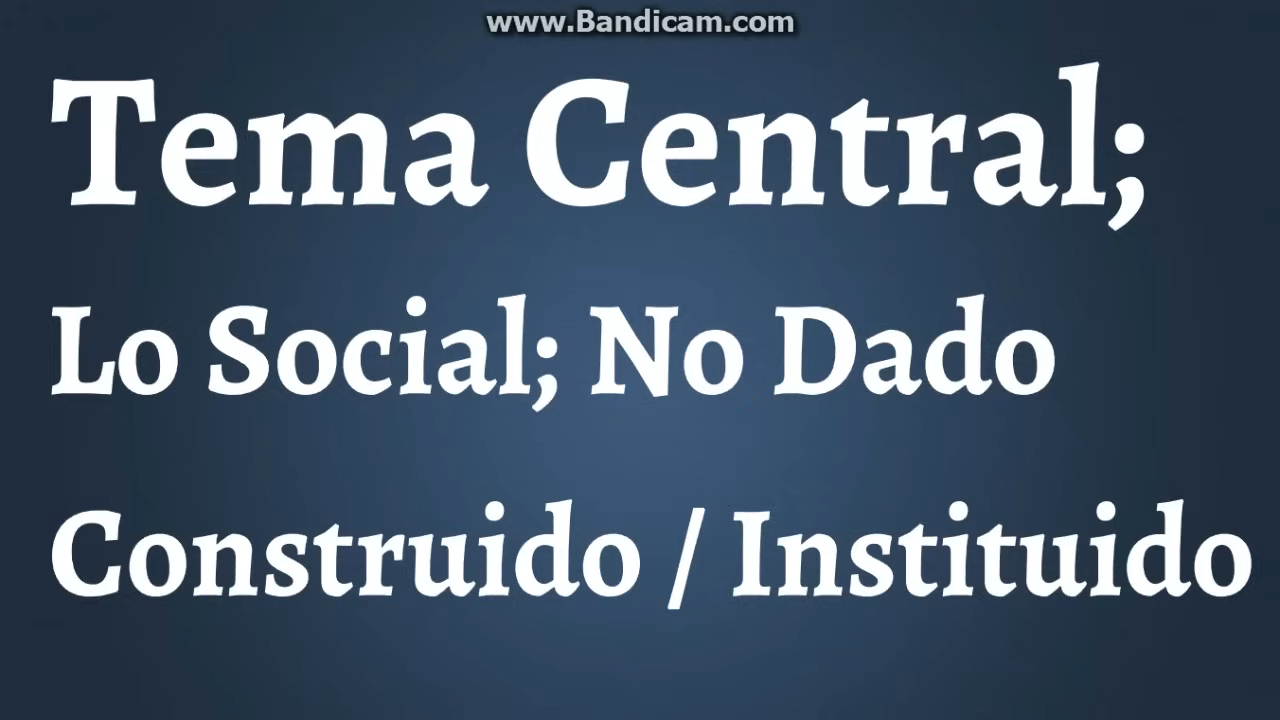 www.Bandicam.com
Tema Central;
Lo Social; No Dado
Construido / Instituido